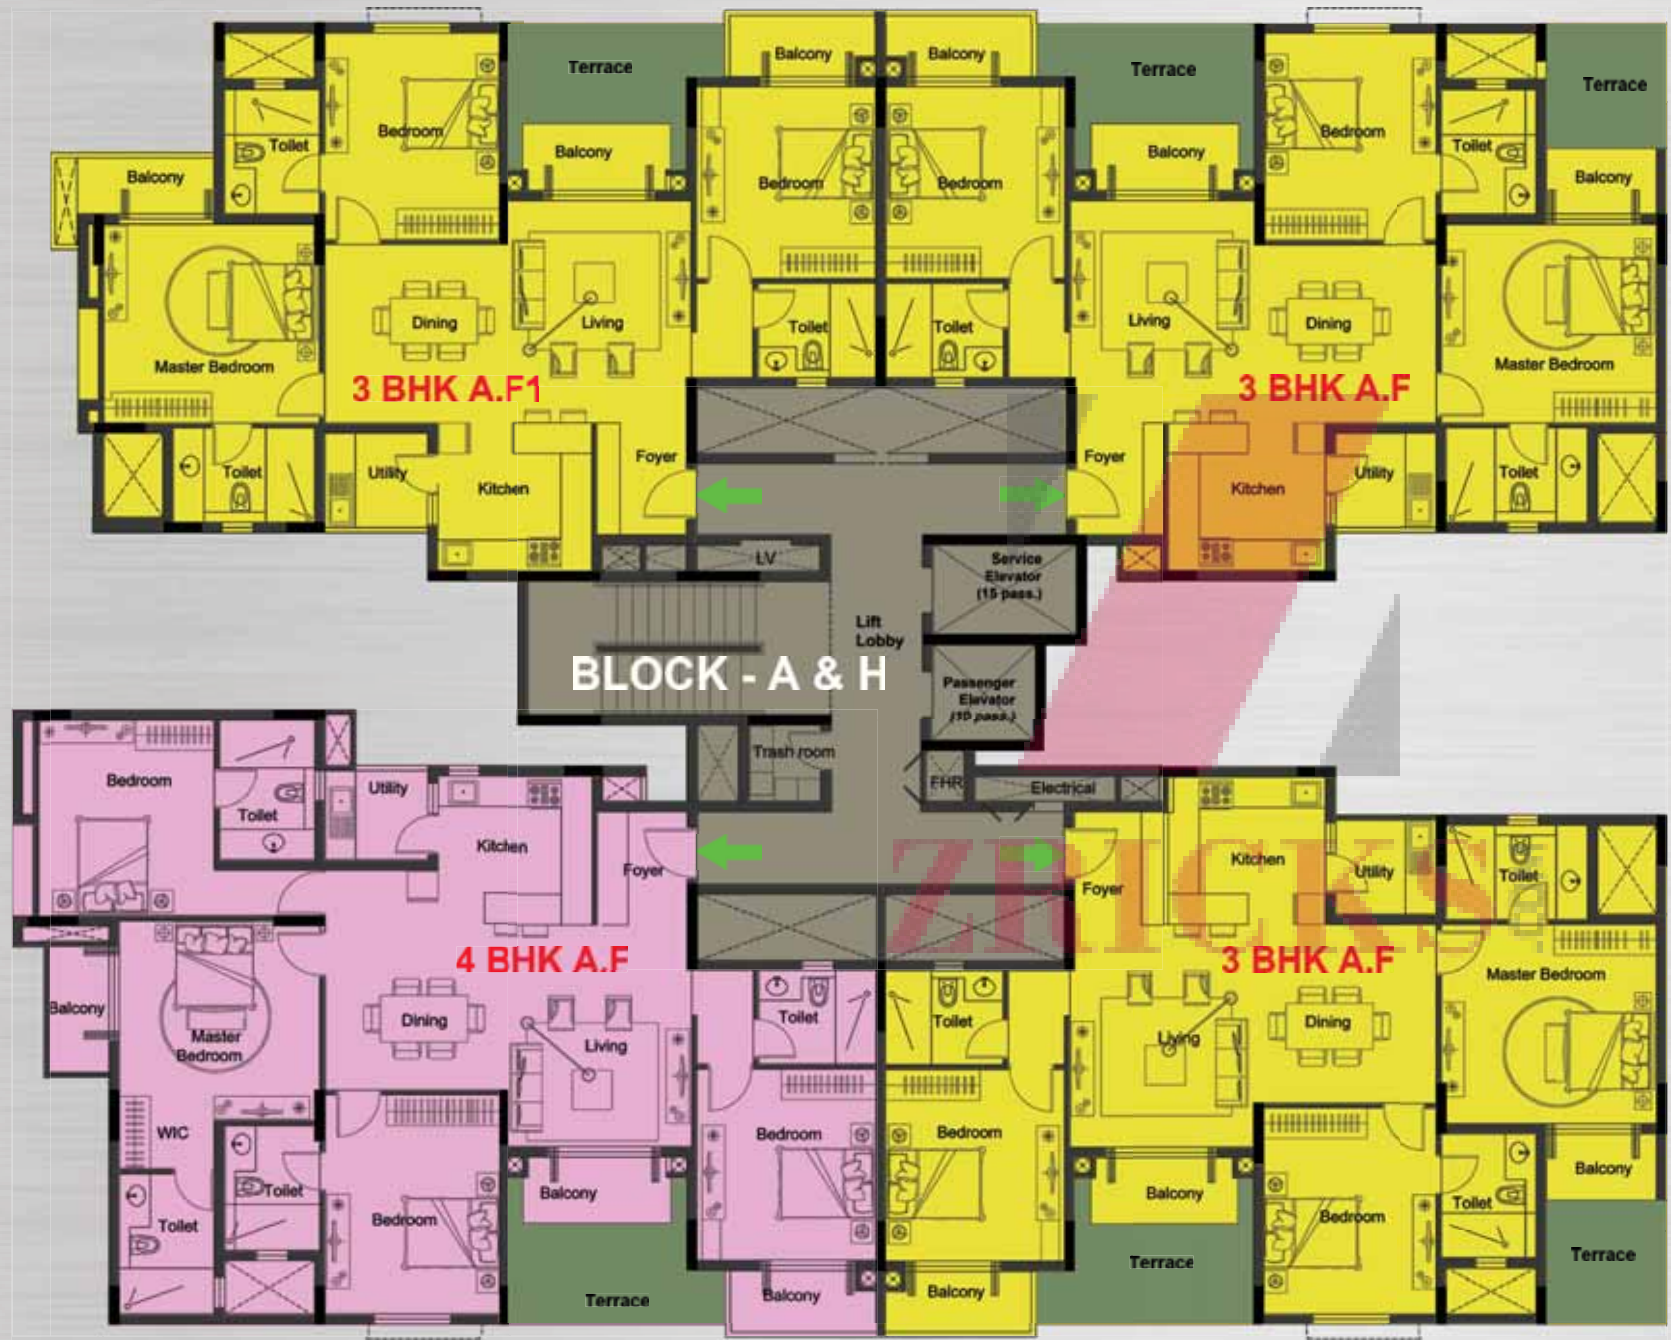 Balcony
Balcony
Terrace
Terrace
Terrace
Bedroom
Toilet
Balcony
Balcony
Bedroom
Bedroom
Balcony
Bedroom
Toilet
Balcony
Dining
Living
Toilet
Toilet
Living
Dining
Master Bedroom
Master Bedroom
3 BHK A.F1
3 BHK A.F
Toilet
Utility
Kitchen
Foyer
Foyer
Kitchen
Utility
Toilet
LV
Service
Elevator
(15 pass.)
Lift
Lobby
BLOCK - A & H
Passenger
Elevator
(10 pass.)
Trash room
FHR
Electrical
Bedroom
Toilet
Utility
Kitchen
Foyer
Foyer
Kitchen
Utility
Toilet
ZRICKS
4 BHK A.F
3 BHK A.F
Balcony
Master
Bedroom
Dining
Living
Toilet
Toilet
Living
Dining
Master Bedroom
WIC
Toilet
Toilet
Bedroom
Balcony
Bedroom
Bedroom
Balcony
Bedroom
Toilet
Balcony
Terrace
Balcony
Balcony
Terrace
Terrace